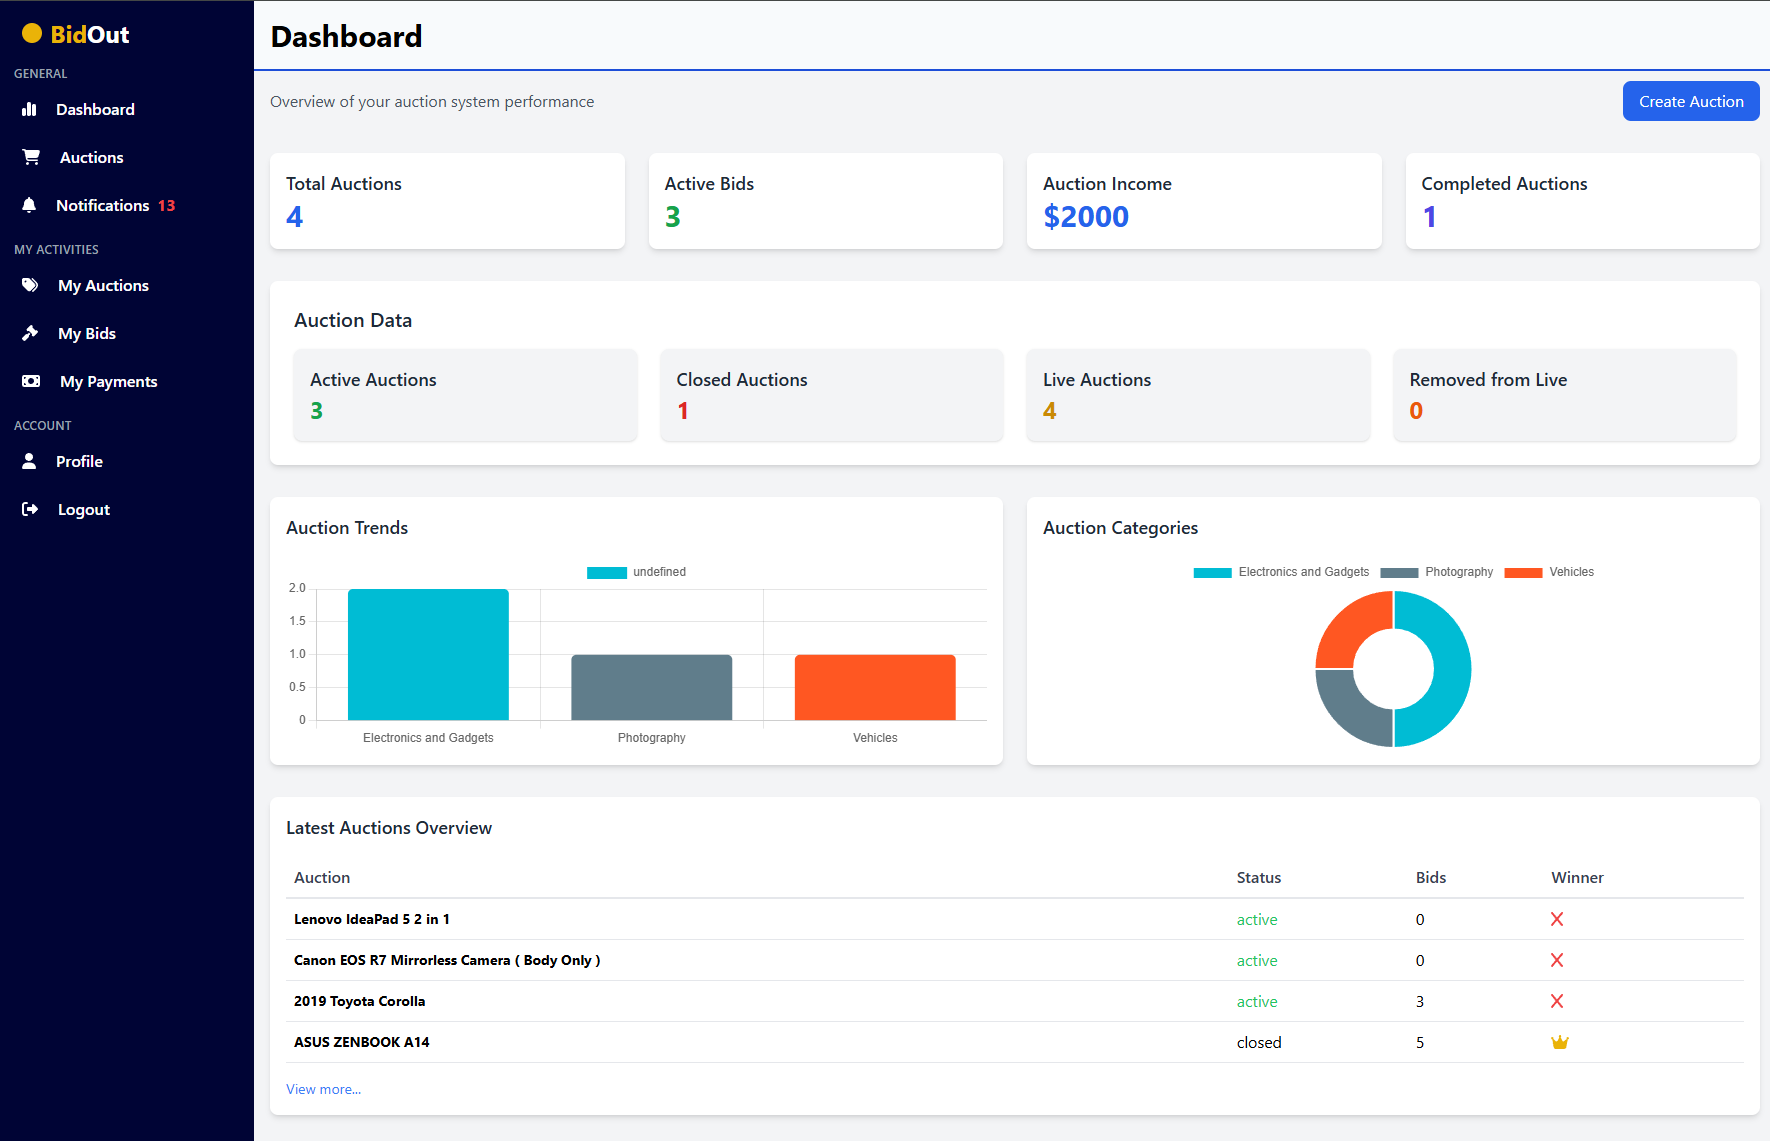 BidOut
GENERAL
Dashboard
Auctions
Notifications 13
MY ACTIVITIES
My Auctions
My Bids
My Payments
ACCOUNT
Profile
Logout
Dashboard
Overview of your auction system performance
Create Auction
Total Auctions
4
Active Bids
3
Auction Income
$2000
Completed Auctions
1
Auction Data
Active Auctions
3
Closed Auctions
1
Live Auctions
4
Removed from Live
0
Auction Trends
undefined
2.0
1.5
1.0
0.5
0
Electronics and Gadgets Photography Vehicles
Auction Categories
Electronics and Gadgets Photography Vehicles
Latest Auctions Overview
Auction Status Bids Winner
Lenovo IdeaPad 5 2 in 1 active 0
Canon EOS R7 Mirrorless Camera ( Body Only ) active 0
2019 Toyota Corolla active 3
ASUS ZENBOOK A14 closed 5
View more...